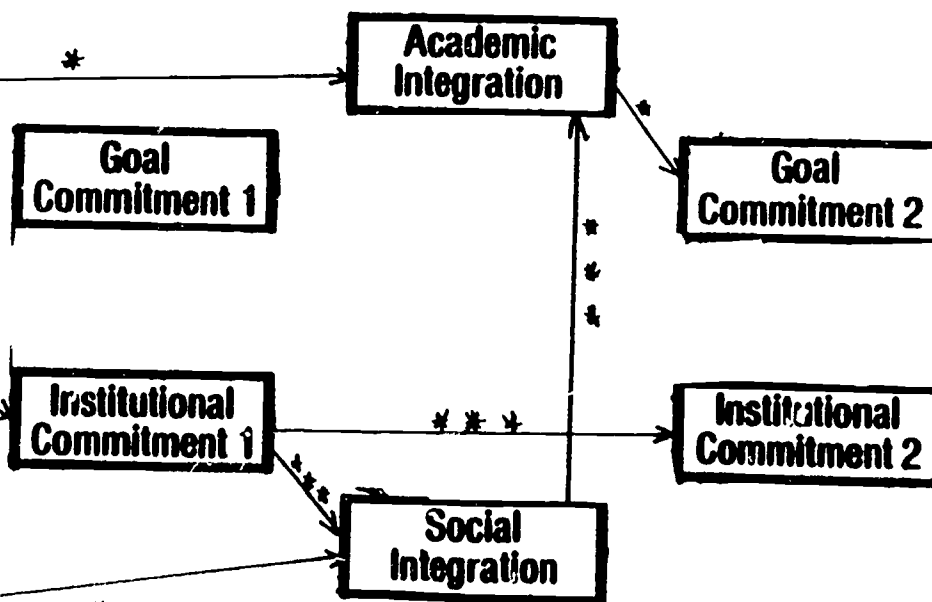 *
Academic
Integration
*
Goal
Commitment 1
Goal
Commitment 2
*
*
*
Institutional
Commitment 1
* * *
Institutional
Commitment 2
***
Social
Integration